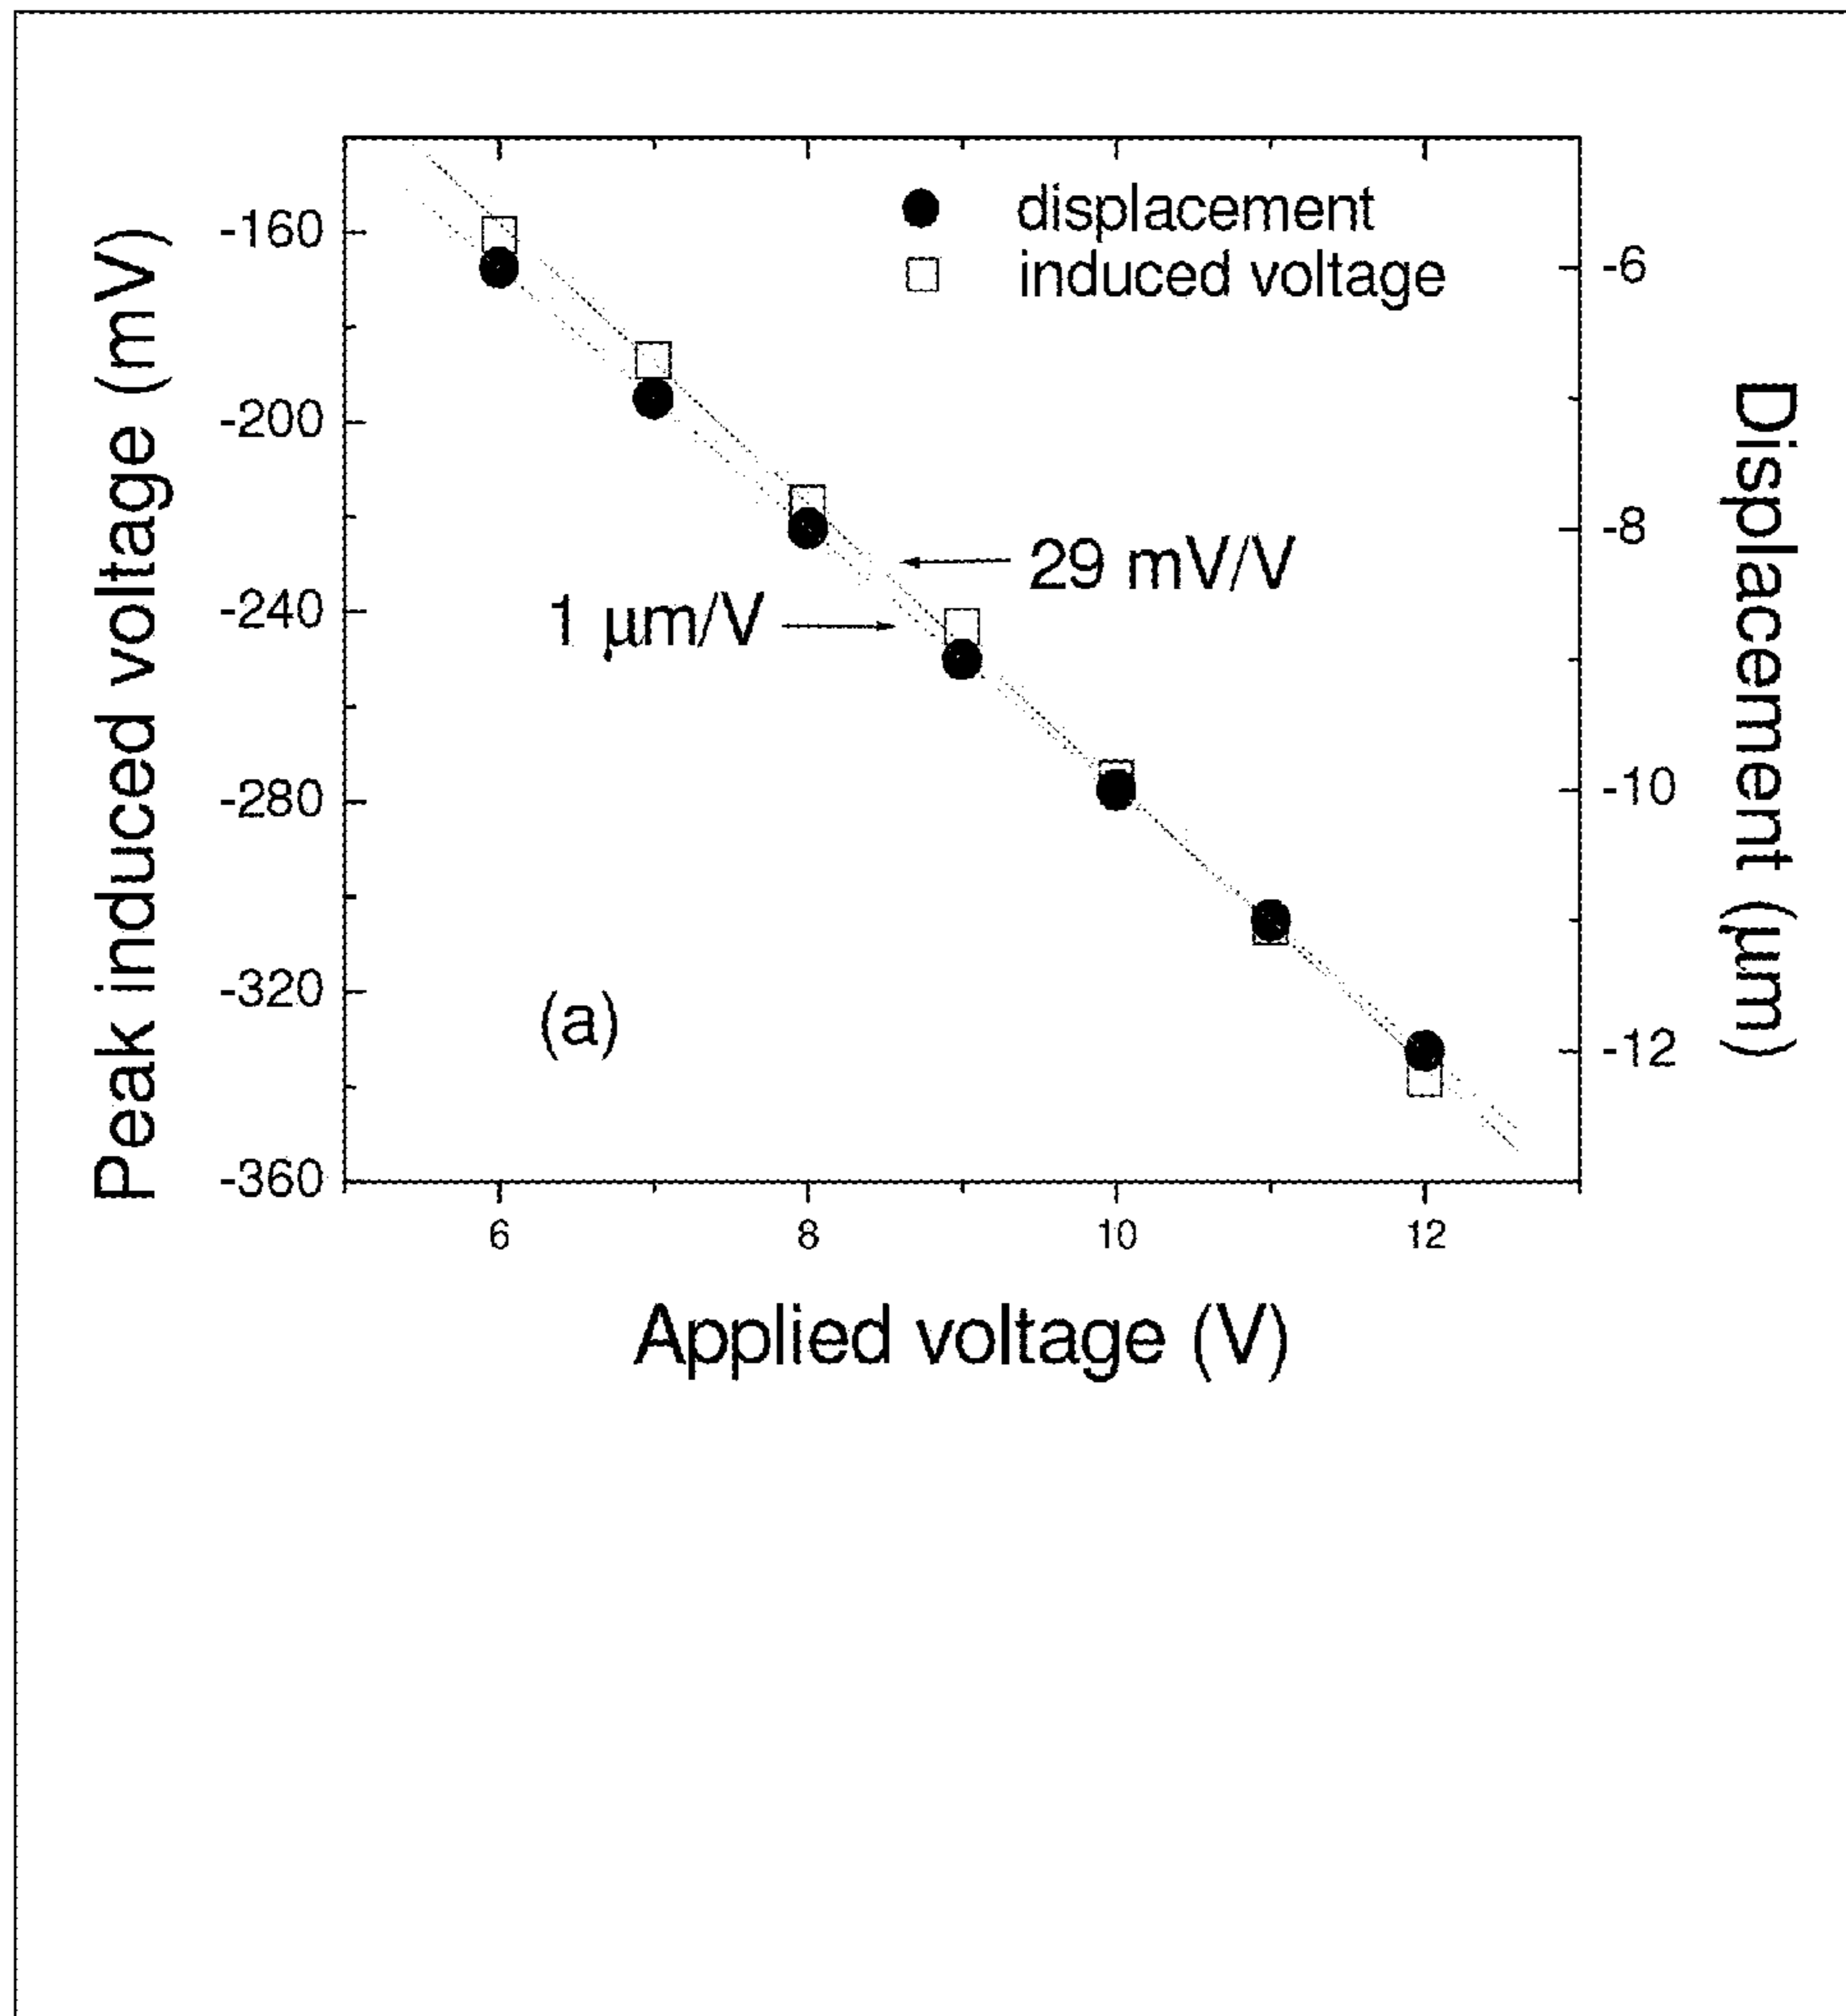 Peak induced voltage (mV)
-160
-200
-240
-280
-320
-360
displacement
induced voltage
29 mV/V
1 µm/V
(a)
-6
-8
-10
-12
Displacement (µm)
6 8 10 12
Applied voltage (V)